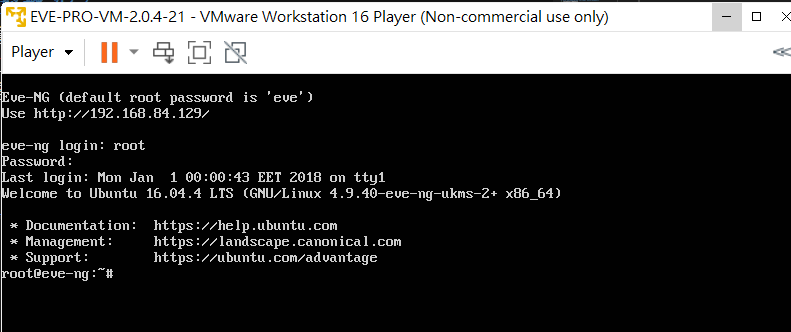 EVE-PRO-VM-2.0.4-21 - VMware Workstation 16 Player (Non-commercial use only)
Player
Eve-NG (default root password is 'eve')
Use http://192.168.84.129/
eve-ng login: root
Password:
Last login: Mon Jan  1 00:00:43 EET 2018 on tty1
Welcome to Ubuntu 16.04.4 LTS (GNU/Linux 4.9.40-eve-ng-ukms-2+ x86_64)
* Documentation:  https://help.ubuntu.com
* Management:     https://landscape.canonical.com
* Support:        https://ubuntu.com/advantage
root@eve-ng:~#